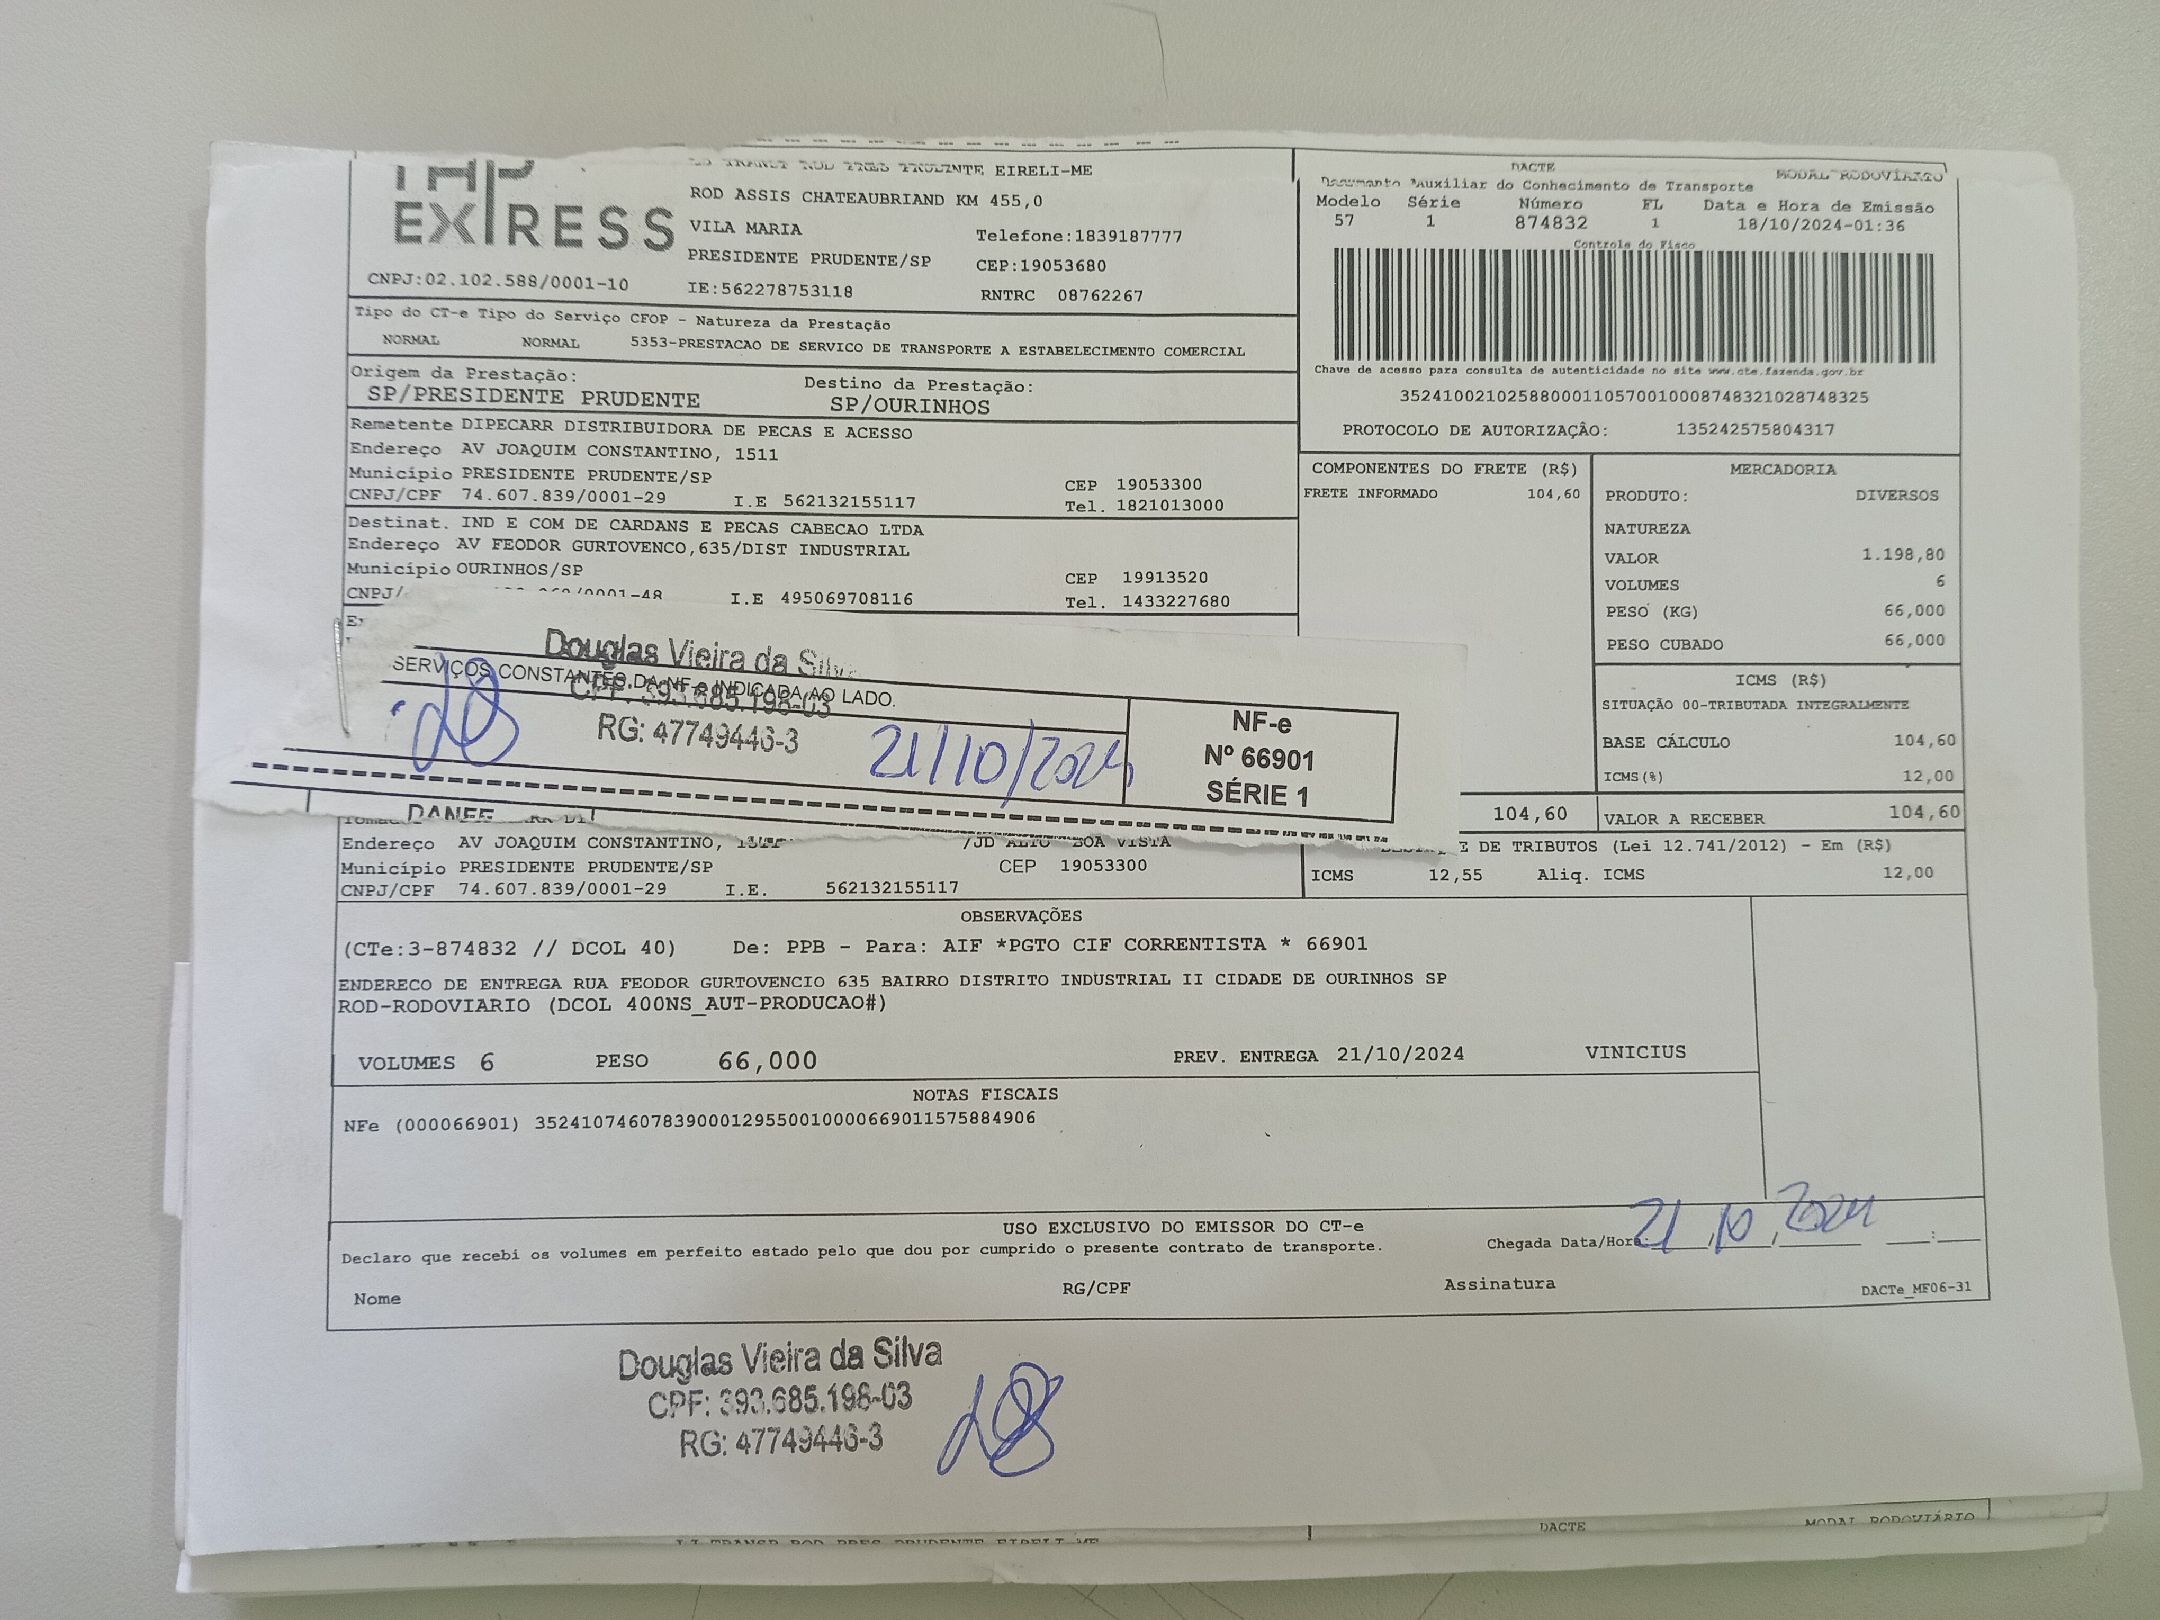 EXPRESS
CNPJ:02.102.588/0001-10
PRUDENTE EIRELI-ME
ROD ASSIS CHATEAUBRIAND KM 455,0
VILA MARIA
Telefone:1839187777
PRESIDENTE PRUDENTE/SP
CEP:19053680
IE:562278753118
RNTRC 08762267
DACTE
MODAL RODOVIÁRIO
Documento Auxiliar do Conhecimento de Transporte
Modelo Série Número FL Data e Hora de Emissão
57 1 874832 1 18/10/2024-01:36
Controle do Fisco
Chave de acesso para consulta de autenticidade no site www.cte.fazenda.gov.br
35241002102588000110570010008748321028748325
PROTOCOLO DE AUTORIZAÇÃO: 135242575804317
Tipo do CT-e Tipo do Serviço CFOP - Natureza da Prestação
NORMAL NORMAL 5353-PRESTACAO DE SERVICO DE TRANSPORTE A ESTABELECIMENTO COMERCIAL
Origem da Prestação: Destino da Prestação:
SP/PRESIDENTE PRUDENTE SP/OURINHOS
Remetente DIPECARR DISTRIBUIDORA DE PECAS E ACESSO
Endereço AV JOAQUIM CONSTANTINO, 1511
Município PRESIDENTE PRUDENTE/SP CEP 19053300
CNPJ/CPF 74.607.839/0001-29 I.E 562132155117 Tel. 1821013000
Destinat. IND E COM DE CARDANS E PECAS CABECAO LTDA
Endereço AV FEODOR GURTOVENCO,635/DIST INDUSTRIAL
Município OURINHOS/SP CEP 19913520
CNPJ/ /0001-48 I.E 495069708116 Tel. 1433227680
COMPONENTES DO FRETE (R$)
FRETE INFORMADO 104,60
MERCADORIA
PRODUTO: DIVERSOS
NATUREZA
VALOR 1.198,80
VOLUMES 6
PESO (KG) 66,000
PESO CUBADO 66,000
ICMS (R$)
SITUAÇÃO 00-TRIBUTADA INTEGRALMENTE
BASE CÁLCULO 104,60
ICMS(%) 12,00
104,60 VALOR A RECEBER 104,60
Douglas Vieira da Silva
SERVIÇOS CONSTANTES DA NF-e INDICADA AO LADO.
CPF: 393.685.198-03
RG: 47749446-3
21/10/2024
NF-e
Nº 66901
SÉRIE 1
DANFE
Endereço AV JOAQUIM CONSTANTINO, /JD ALTO BOA VISTA
Município PRESIDENTE PRUDENTE/SP CEP 19053300
CNPJ/CPF 74.607.839/0001-29 I.E. 562132155117
E DE TRIBUTOS (Lei 12.741/2012) - Em (R$)
ICMS 12,55 Aliq. ICMS 12,00
OBSERVAÇÕES
(CTe:3-874832 // DCOL 40) De: PPB - Para: AIF *PGTO CIF CORRENTISTA * 66901
ENDERECO DE ENTREGA RUA FEODOR GURTOVENCIO 635 BAIRRO DISTRITO INDUSTRIAL II CIDADE DE OURINHOS SP
ROD-RODOVIARIO (DCOL 400NS_AUT-PRODUCAO#)
VOLUMES 6 PESO 66,000 PREV. ENTREGA 21/10/2024 VINICIUS
NOTAS FISCAIS
NFe (000066901) 35241074607839000129550010000669011575884906
USO EXCLUSIVO DO EMISSOR DO CT-e
Declaro que recebi os volumes em perfeito estado pelo que dou por cumprido o presente contrato de transporte. Chegada Data/Hora: 21/10/2024 __:__
Nome RG/CPF Assinatura DACTe_MF06-31
Douglas Vieira da Silva
CPF: 393.685.198-03
RG: 47749446-3
DACTE
MODAL RODOVIÁRIO